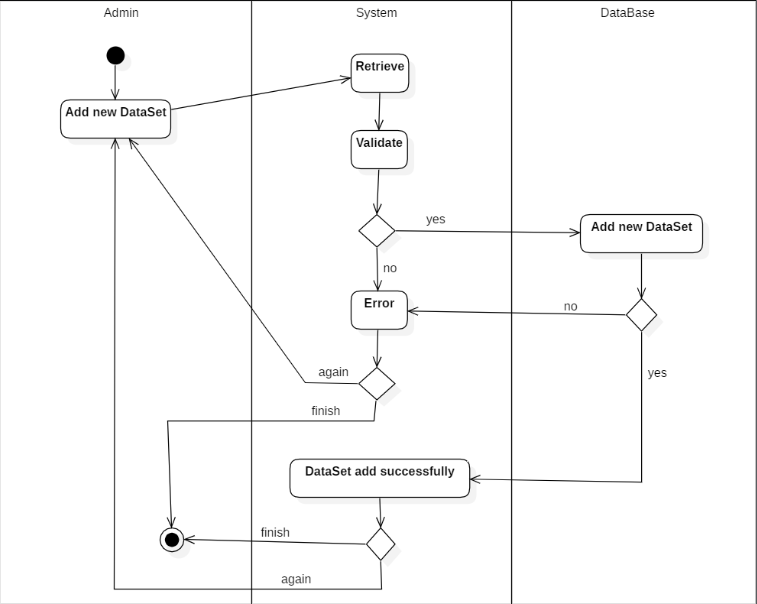 Admin
System
DataBase
Retrieve
Add new DataSet
Validate
yes
Add new DataSet
no
Error
no
again
yes
finish
DataSet add successfully
finish
again